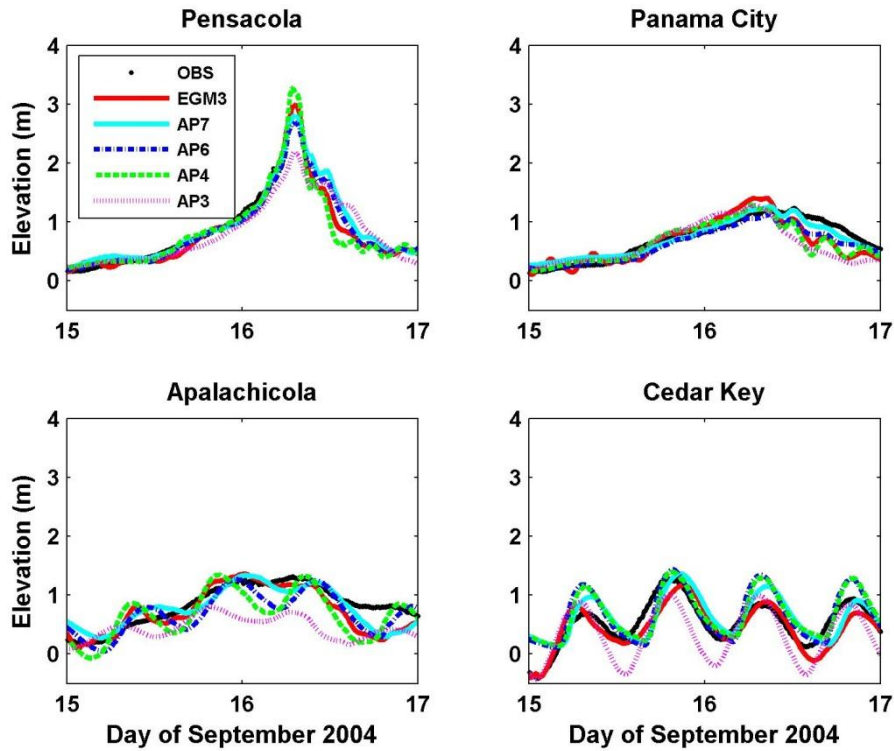 Pensacola
Panama City
4
3
2
1
0
Elevation (m)
OBS
EGM3
AP7
AP6
AP4
AP3
15
16
17
4
3
2
1
0
15
16
17
Apalachicola
Cedar Key
4
3
2
1
0
Elevation (m)
15
16
17
Day of September 2004
4
3
2
1
0
15
16
17
Day of September 2004